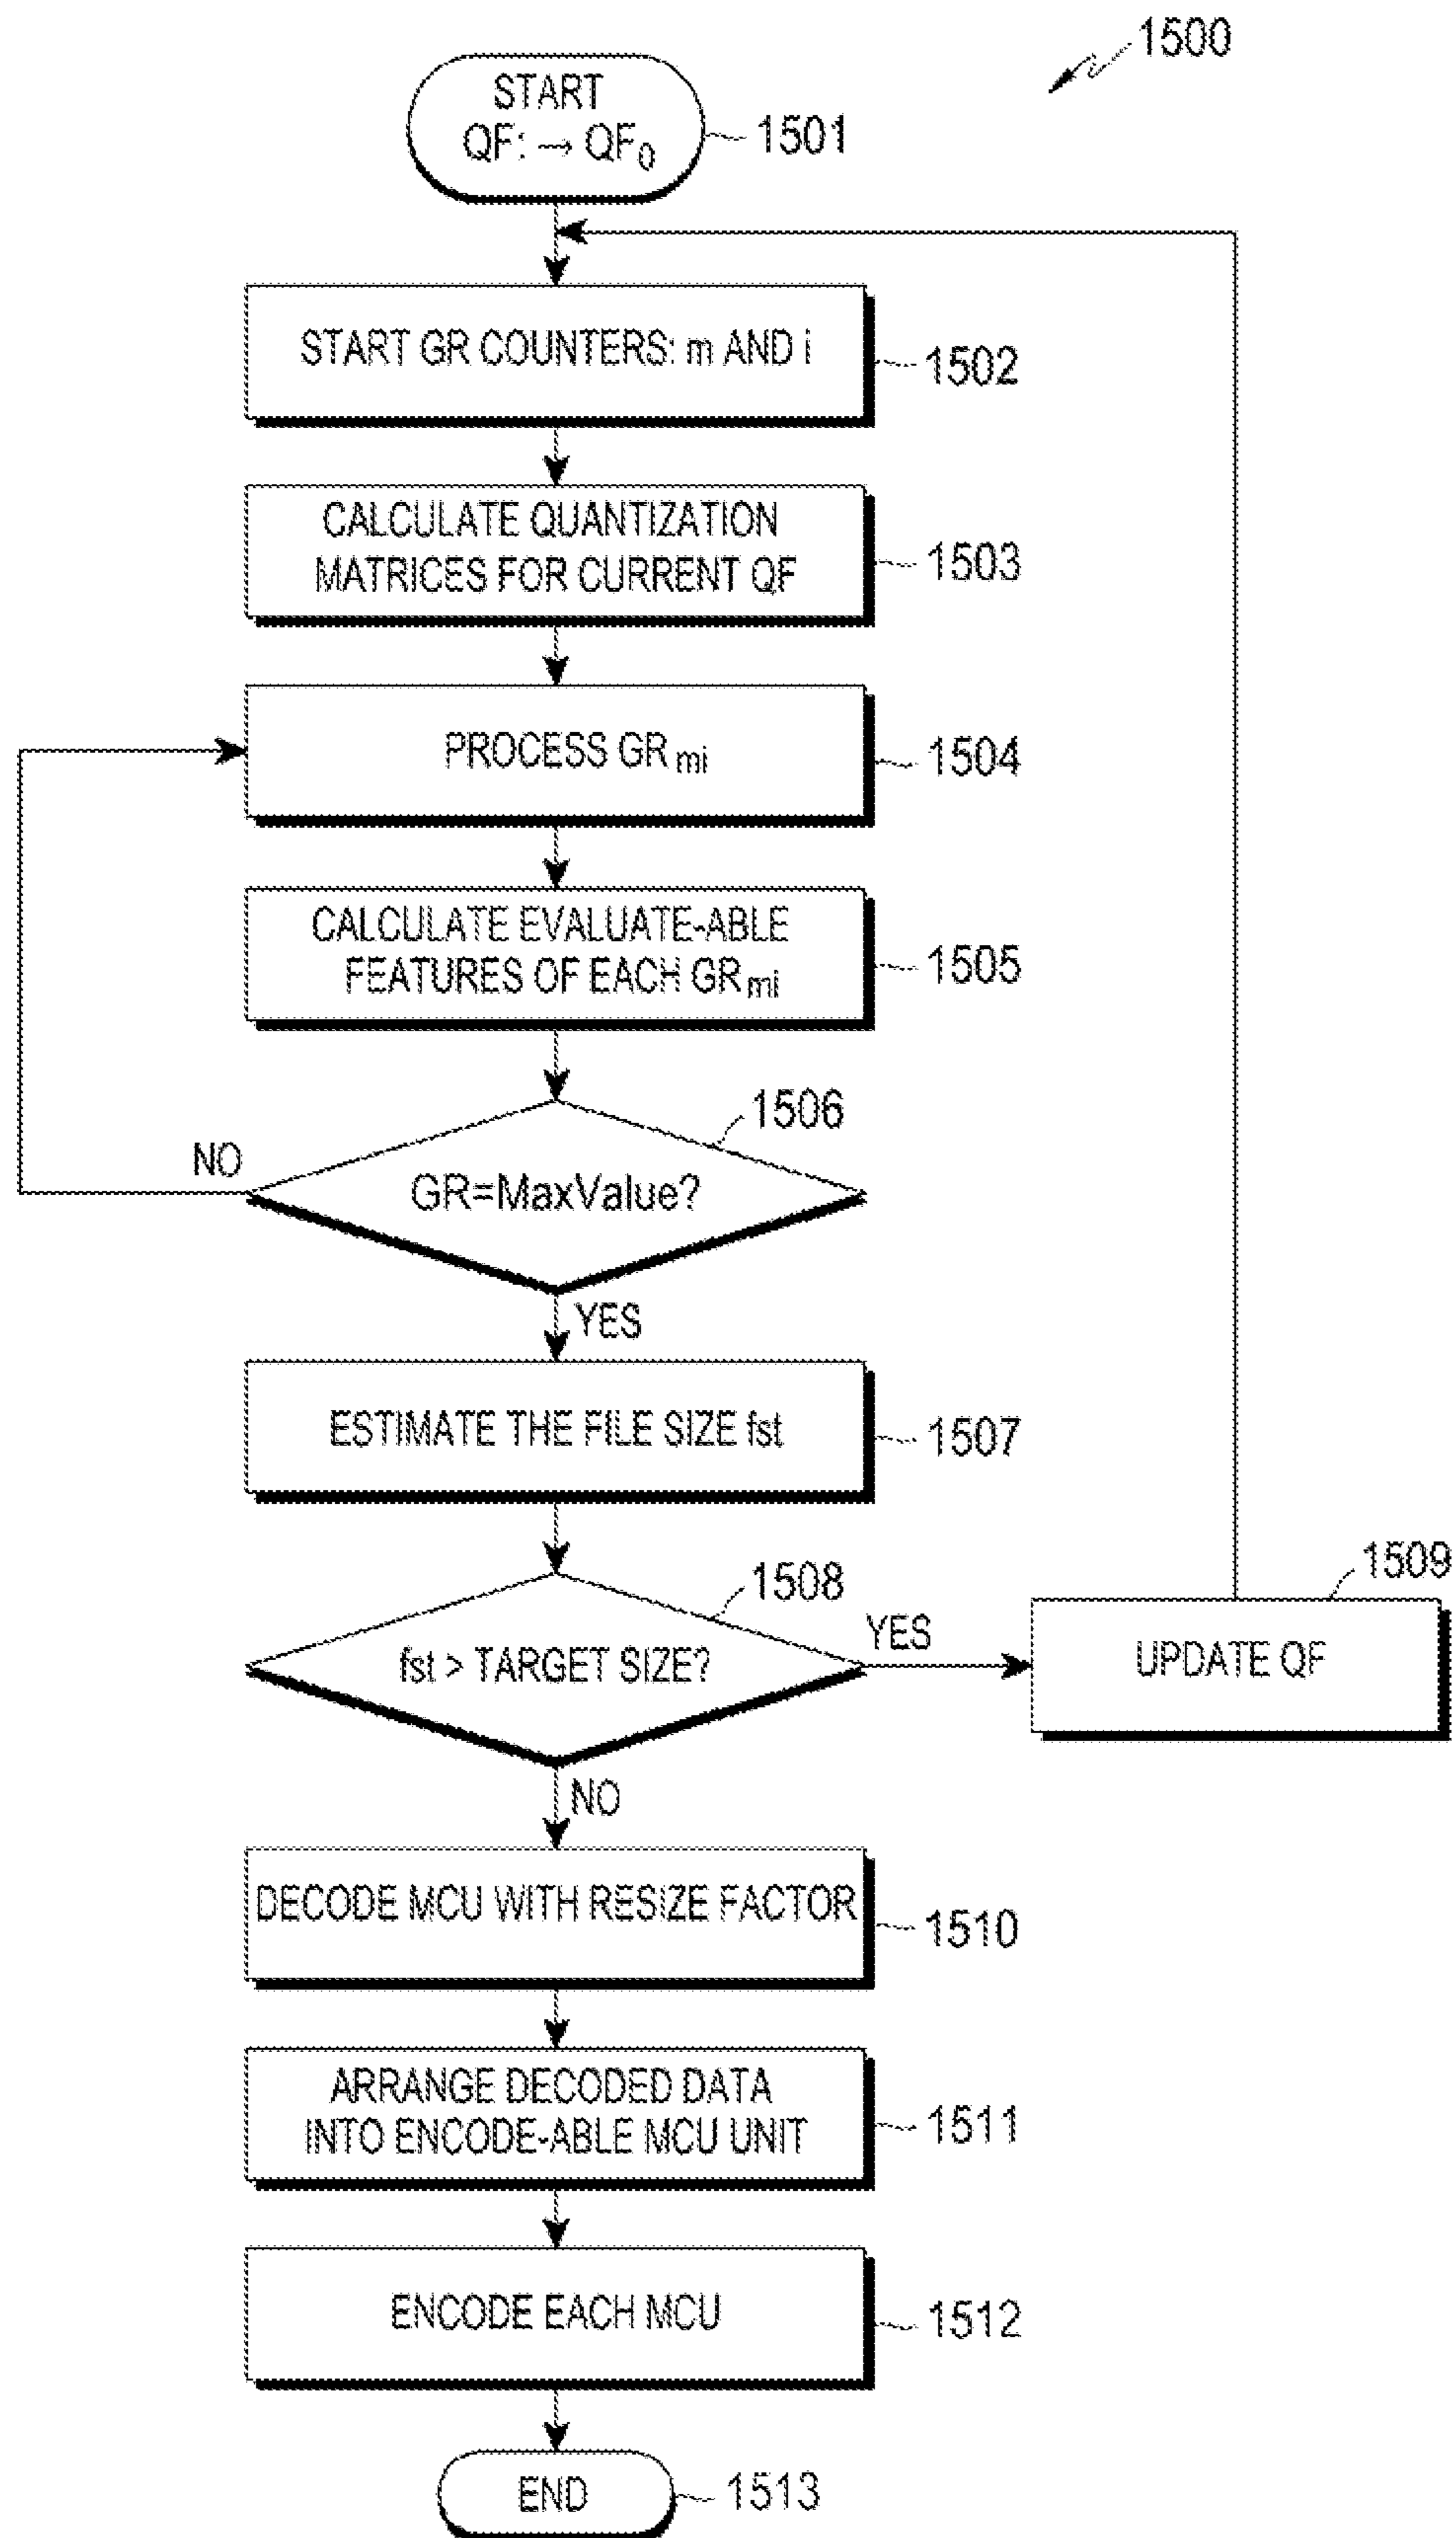 1500
START
QF: → QF₀
1501
START GR COUNTERS: m AND i
1502
CALCULATE QUANTIZATION
MATRICES FOR CURRENT QF
1503
PROCESS GRmi
1504
CALCULATE EVALUATE-ABLE
FEATURES OF EACH GRmi
1505
1506
NO
GR=MaxValue?
YES
ESTIMATE THE FILE SIZE fst
1507
1508
1509
fst > TARGET SIZE?
YES
UPDATE QF
NO
DECODE MCU WITH RESIZE FACTOR
1510
ARRANGE DECODED DATA
INTO ENCODE-ABLE MCU UNIT
1511
ENCODE EACH MCU
1512
END
1513